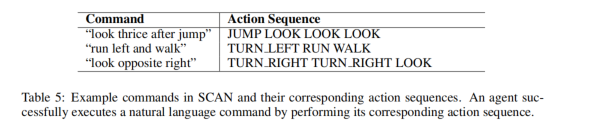 Command Action Sequence
“look thrice after jump” JUMP LOOK LOOK LOOK
“run left and walk” TURN_LEFT RUN WALK
“look opposite right” TURN_RIGHT TURN_RIGHT LOOK
Table 5: Example commands in SCAN and their corresponding action sequences. An agent suc-
cessfully executes a natural language command by performing its corresponding action sequence.